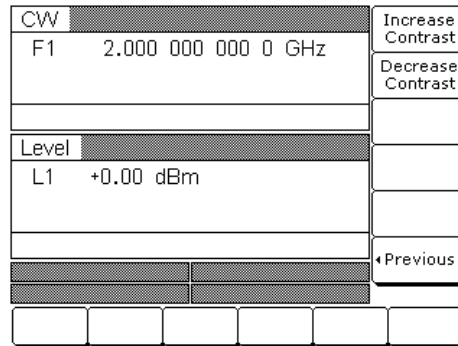 CW
F1 2.000 000 000 0 GHz
Level
L1 +0.00 dBm
Increase
Contrast
Decrease
Contrast
Previous